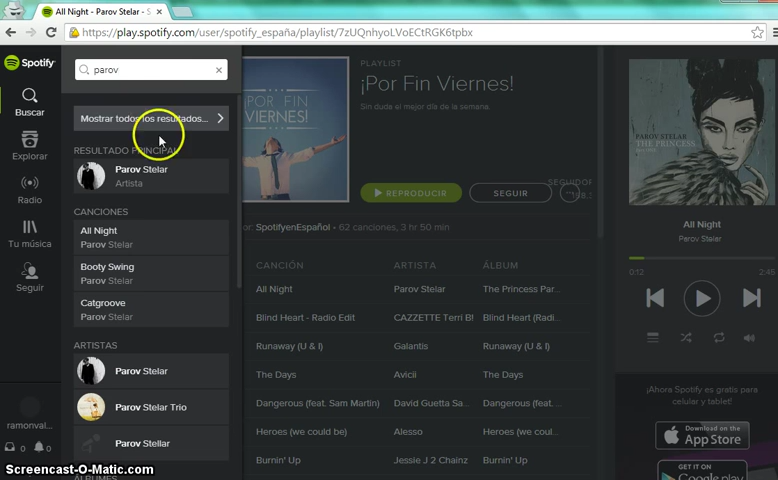 All Night - Parov Stelar - S
https://play.spotify.com/user/spotify_españa/playlist/7zUQnhyoLVoECtRGK6tpbx
Spotify
Buscar
Explorar
Radio
Tu música
Seguir
ramonval...
0 0
parov
Mostrar todos los resultados...
RESULTADO PRINCIPAL
Parov Stelar
Artista
CANCIONES
All Night
Parov Stelar
Booty Swing
Parov Stelar
Catgroove
Parov Stelar
ARTISTAS
Parov Stelar
Parov Stelar Trio
Parov Stellar
ÁLBUMES
POR FIN
VIERNES!
PLAYLIST
¡Por Fin Viernes!
Sin duda el mejor día de la semana.
REPRODUCIR
SEGUIR
SEGUIDOR
or: SpotifyenEspañol • 62 canciones, 3 hr 50 min
CANCIÓN ARTISTA ÁLBUM
All Night Parov Stelar The Princess Par...
Blind Heart - Radio Edit CAZZETTE Terri B! Blind Heart (Radi...
Runaway (U & I) Galantis Runaway (U & I)
The Days Avicii The Days
Dangerous (feat. Sam Martin) David Guetta Sa... Dangerous (feat....
Heroes (we could be) Alesso Heroes (we could...
Burnin' Up Jessie J 2 Chainz Burnin' Up
PAROV STELAR
THE PRINCESS
All Night
Parov Stelar
0:12 2:45
¡Ahora Spotify es gratis para
celular y tablet!
Download on the
App Store
GET IT ON
Google play
Screencast-O-Matic.com